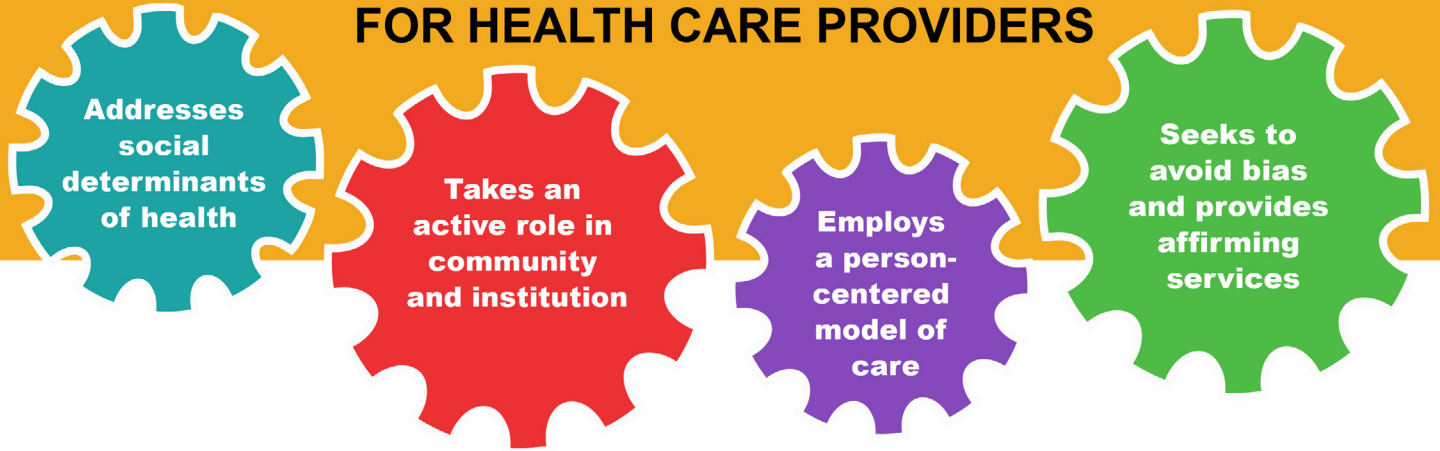 FOR HEALTH CARE PROVIDERS
Addresses
social
determinants
of health
Takes an
active role in
community
and institution
Employs
a person-
centered
model of
care
Seeks to
avoid bias
and provides
affirming
services